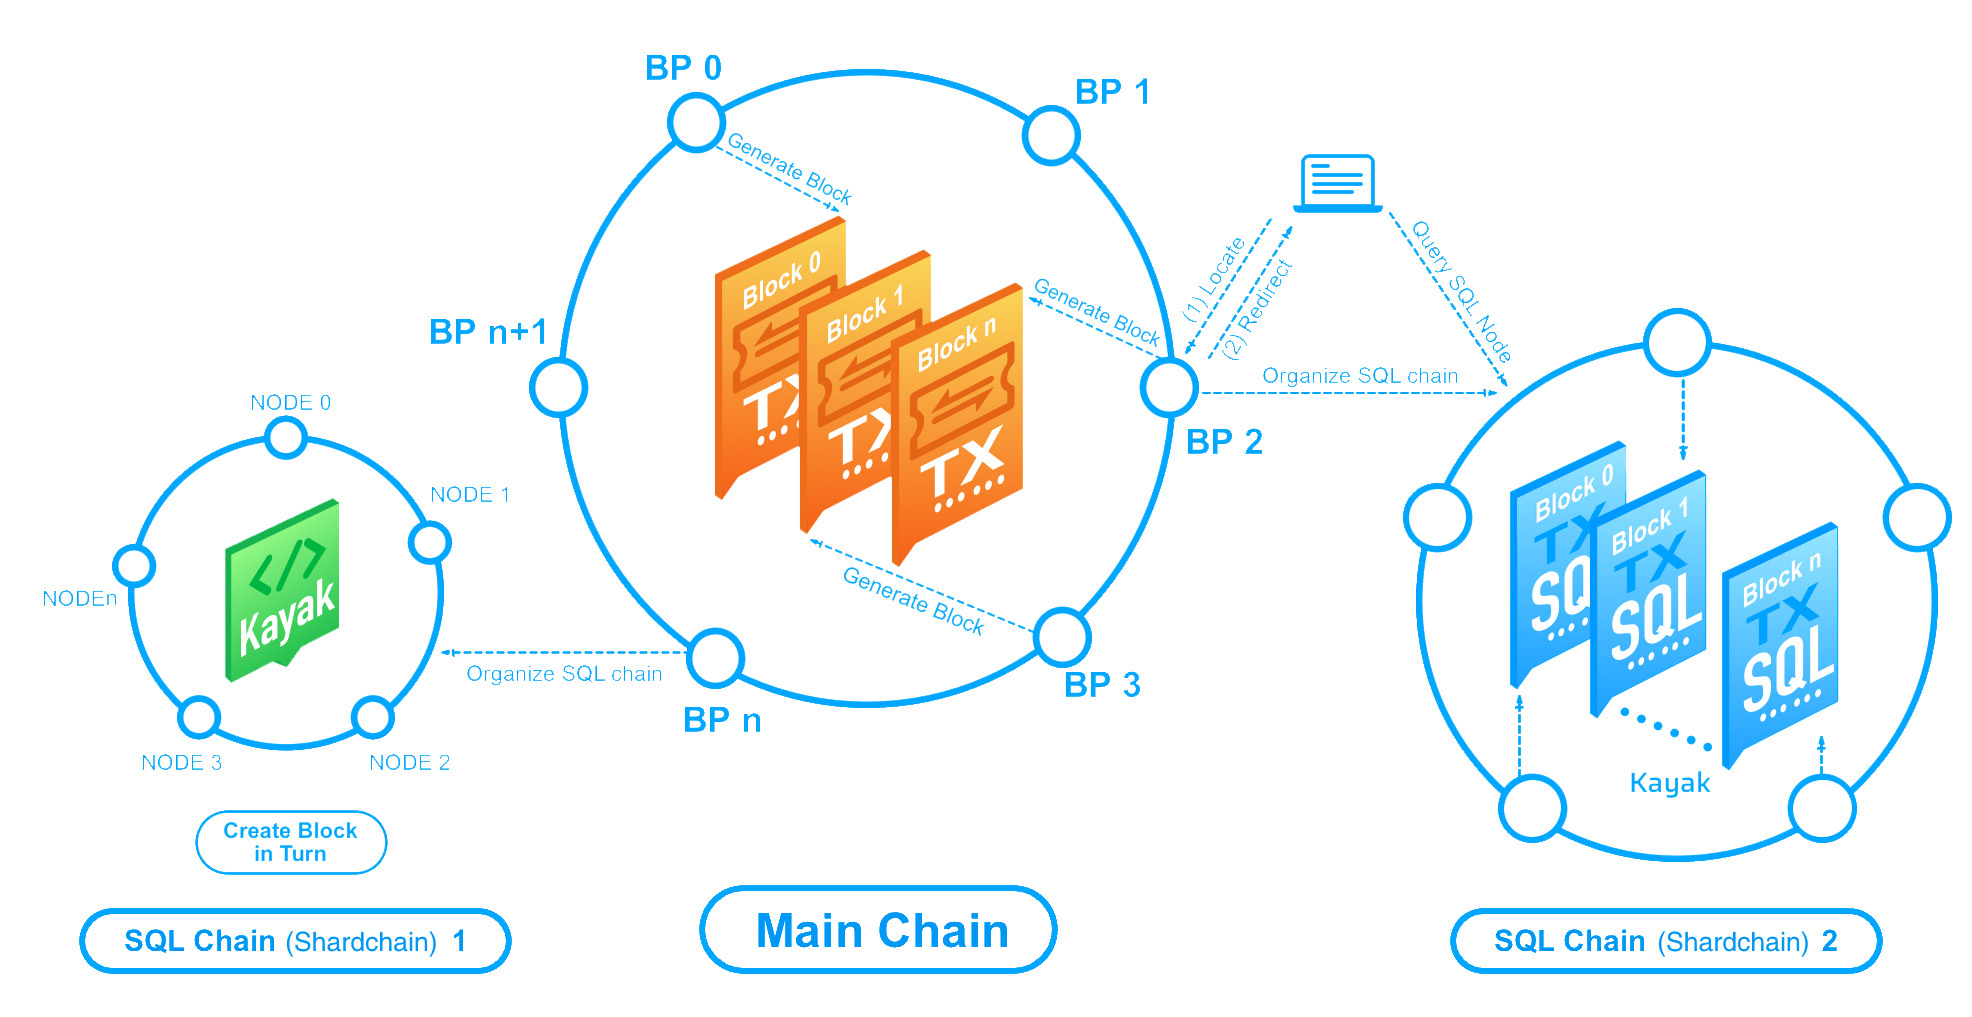 BP 0
BP 1
Generate Block
Block 0
TX
Block 1
TX
Block n
TX
Generate Block
(1) Locate
(2) Redirect
Query SQL Node
BP n+1
Organize SQL chain
BP 2
Generate Block
BP 3
BP n
Organize SQL chain
NODE 0
NODE 1
NODEn
NODE 3
NODE 2
</>
Kayak
Create Block
in Turn
SQL Chain (Shardchain) 1
Main Chain
Block 0
TX
SQL
Block 1
TX
SQL
Block n
TX
SQL
Kayak
SQL Chain (Shardchain) 2